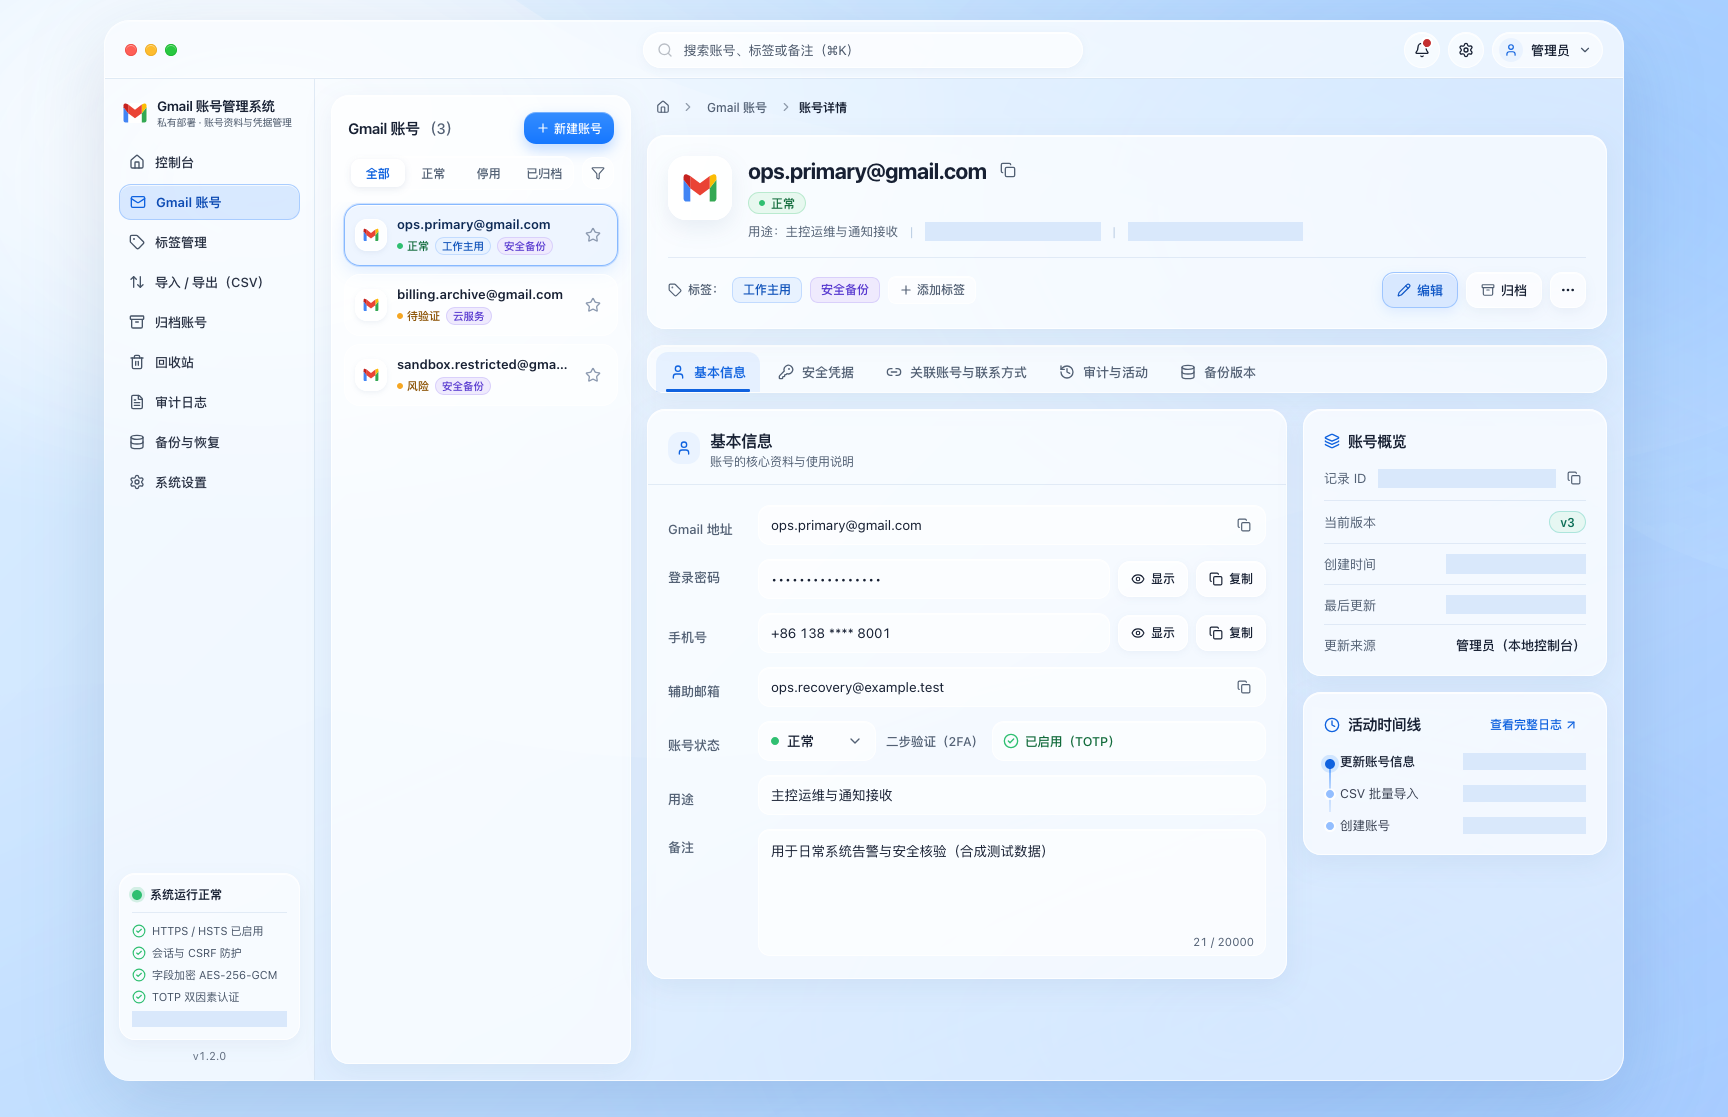 搜索账号、标签或备注（⌘K）
管理员
Gmail 账号管理系统
私有部署 · 账号资料与凭据管理
控制台
Gmail 账号
标签管理
导入 / 导出（CSV）
归档账号
回收站
审计日志
备份与恢复
系统设置
系统运行正常
HTTPS / HSTS 已启用
会话与 CSRF 防护
字段加密 AES-256-GCM
TOTP 双因素认证
v1.2.0
Gmail 账号 （3）
新建账号
全部 正常 停用 已归档
ops.primary@gmail.com
正常 工作主用 安全备份
billing.archive@gmail.com
待验证 云服务
sandbox.restricted@gma...
风险 安全备份
Gmail 账号 账号详情
ops.primary@gmail.com
正常
用途：主控运维与通知接收
标签： 工作主用 安全备份 添加标签
编辑 归档
基本信息 安全凭据 关联账号与联系方式 审计与活动 备份版本
基本信息
账号的核心资料与使用说明
Gmail 地址 ops.primary@gmail.com
登录密码 •••••••••••••••• 显示 复制
手机号 +86 138 **** 8001 显示 复制
辅助邮箱 ops.recovery@example.test
账号状态 正常 二步验证（2FA） 已启用（TOTP）
用途 主控运维与通知接收
备注 用于日常系统告警与安全核验（合成测试数据）
21 / 20000
账号概览
记录 ID
当前版本 v3
创建时间
最后更新
更新来源 管理员（本地控制台）
活动时间线 查看完整日志
更新账号信息
CSV 批量导入
创建账号